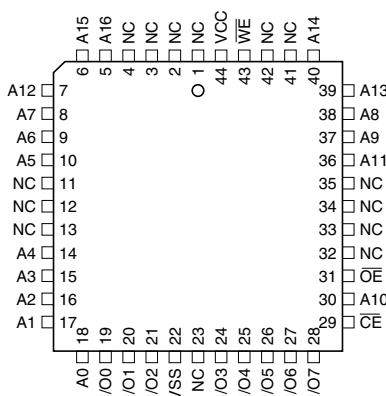 A15
A16
NC
NC
NC
NC
VCC
W̅E̅
NC
NC
A14
6
5
4
3
2
1
44
43
42
41
40
A12 7
A7 8
A6 9
A5 10
NC 11
NC 12
NC 13
A4 14
A3 15
A2 16
A1 17
39 A13
38 A8
37 A9
36 A11
35 NC
34 NC
33 NC
32 NC
31 O̅E̅
30 A10
29 C̅E̅
18
19
20
21
22
23
24
25
26
27
28
A0
/O0
/O1
/O2
/SS
NC
/O3
/O4
/O5
/O6
/O7